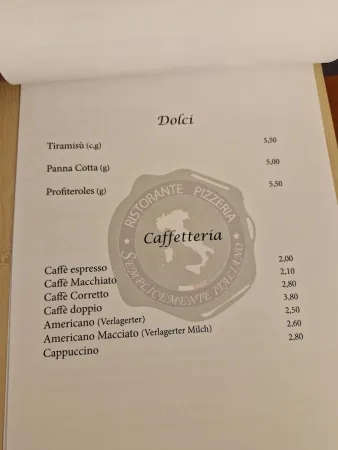 Dolci
Tiramisù (c.g) 5,50
Panna Cotta (g) 5,00
Profiteroles (g) 5,50
RISTORANTE PIZZERIA
SEMPLICEMENTE ITALIANO
Caffetteria
Caffè espresso 2,00
Caffè Macchiato 2,10
Caffè Corretto 2,80
Caffè doppio 3,80
Americano (Verlagerter) 2,50
Americano Macciato (Verlagerter Milch) 2,60
Cappuccino 2,80